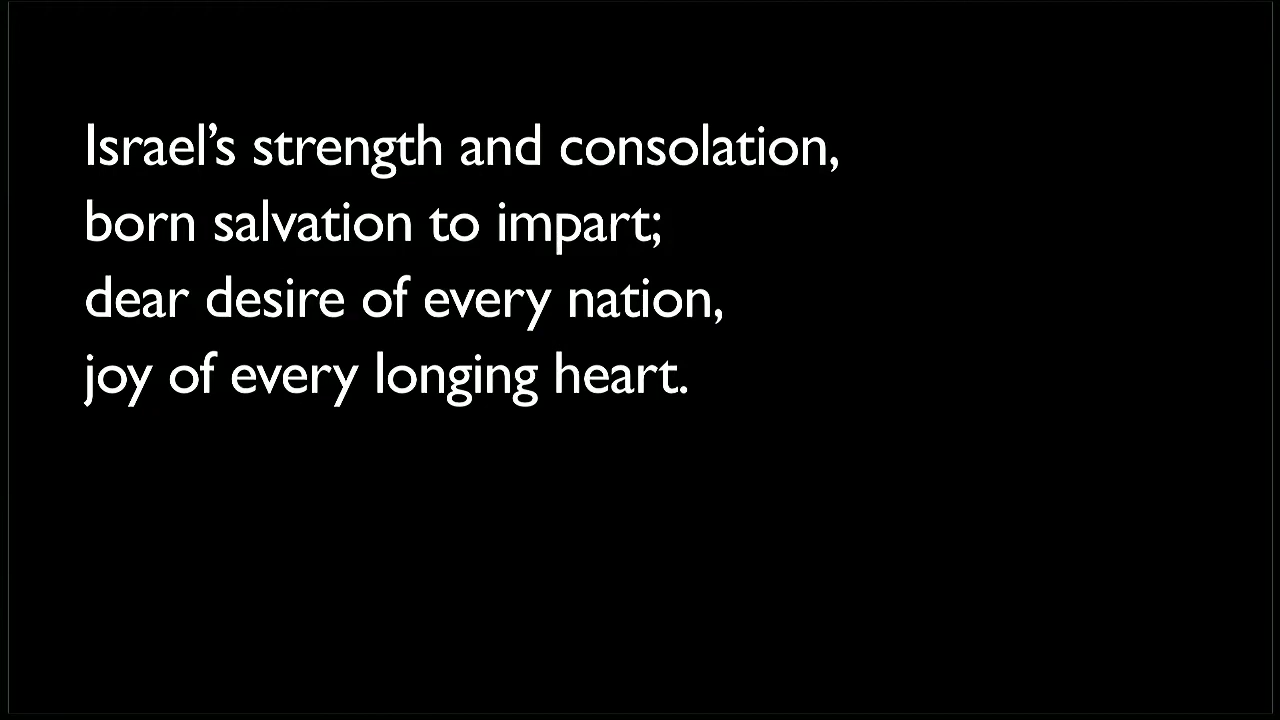 Israel’s strength and consolation,
born salvation to impart;
dear desire of every nation,
joy of every longing heart.